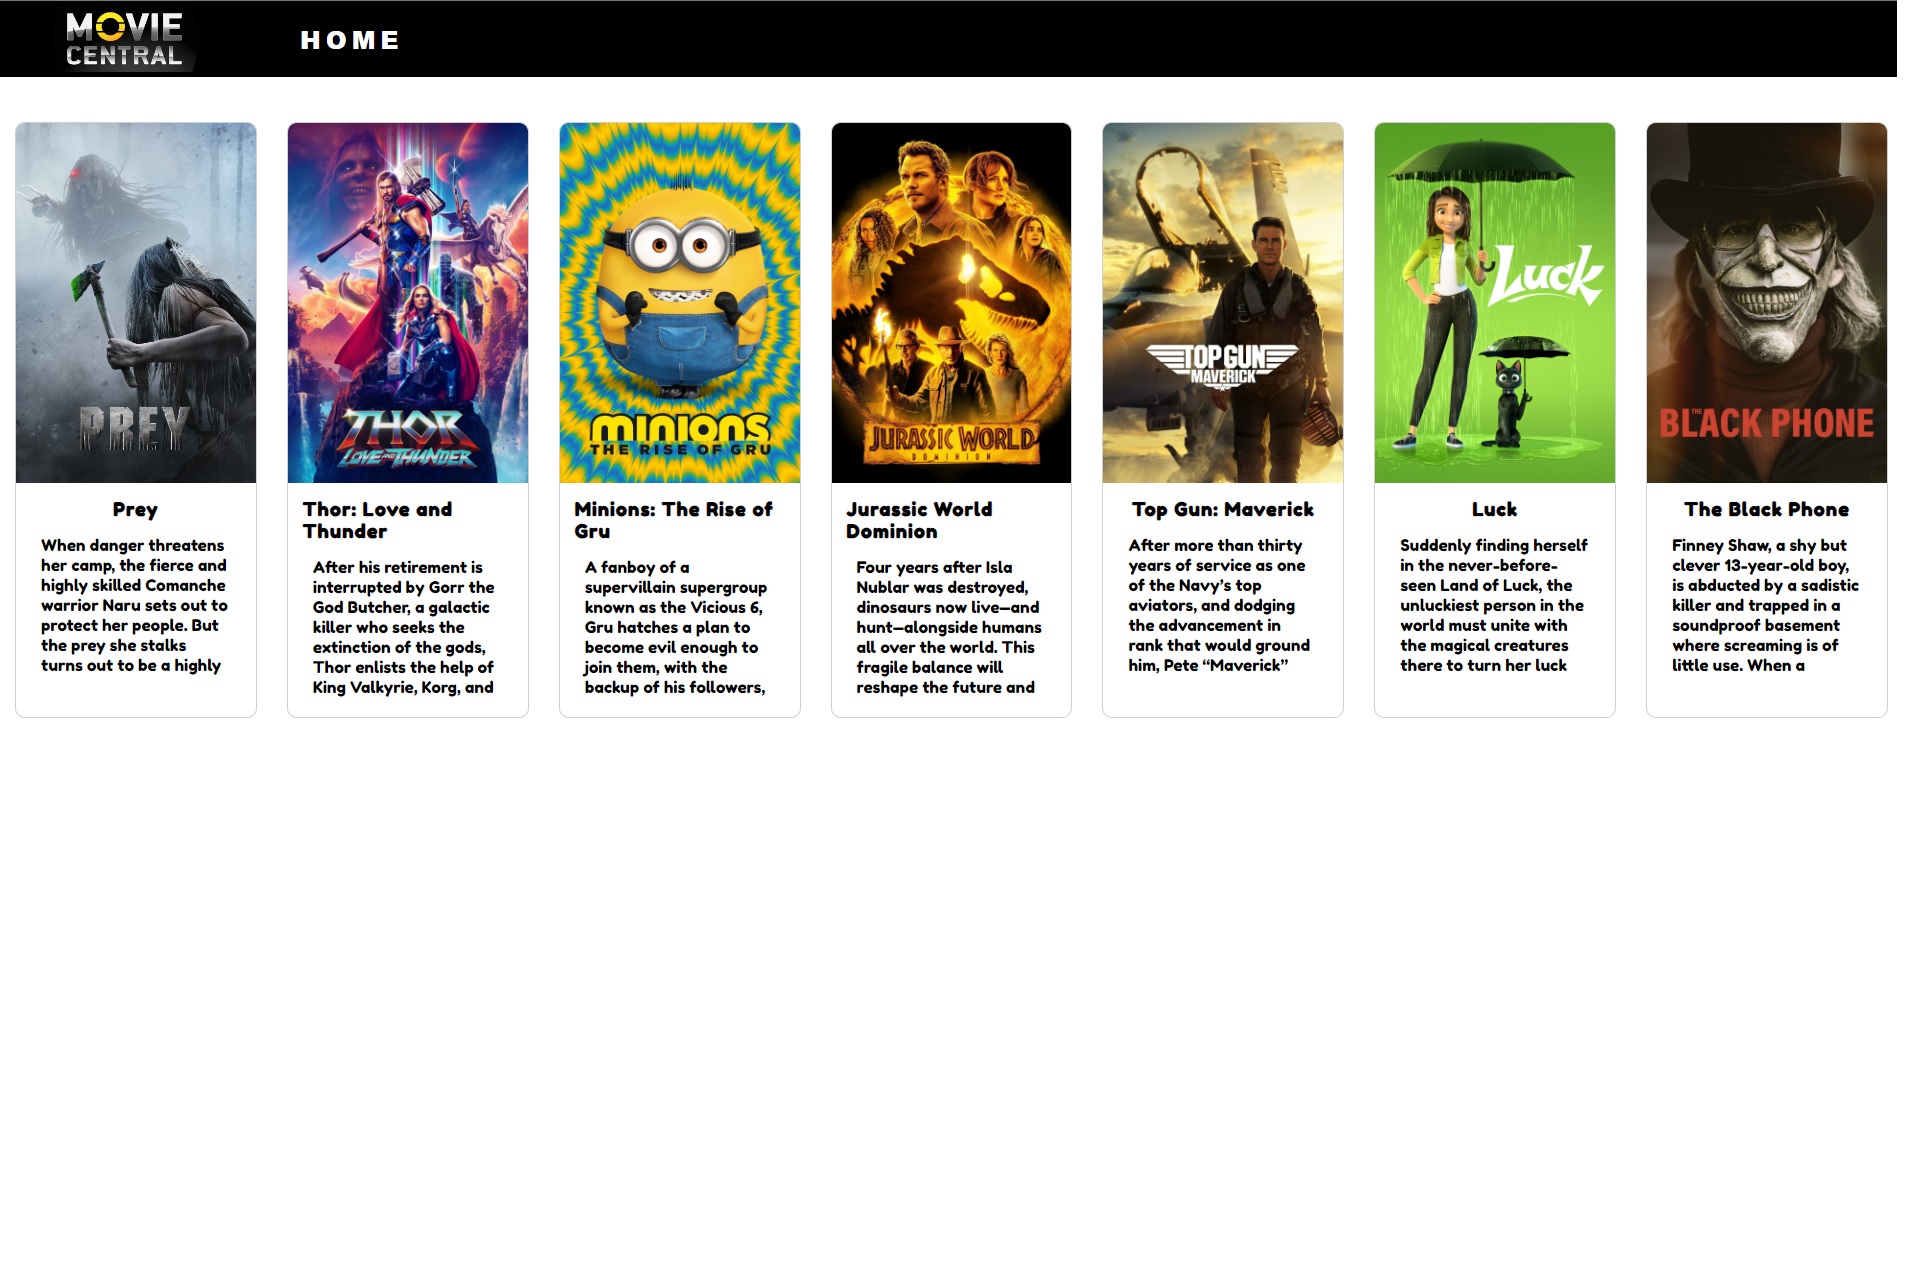 MOVIE
CENTRAL
HOME
PREY
THOR
LOVE AND THUNDER
minions
THE RISE OF GRU
JURASSIC WORLD
DOMINION
TOP GUN
MAVERICK
Luck
THE
BLACK PHONE
Prey
When danger threatens
her camp, the fierce and
highly skilled Comanche
warrior Naru sets out to
protect her people. But
the prey she stalks
turns out to be a highly
Thor: Love and
Thunder
After his retirement is
interrupted by Gorr the
God Butcher, a galactic
killer who seeks the
extinction of the gods,
Thor enlists the help of
King Valkyrie, Korg, and
Minions: The Rise of
Gru
A fanboy of a
supervillain supergroup
known as the Vicious 6,
Gru hatches a plan to
become evil enough to
join them, with the
backup of his followers,
Jurassic World
Dominion
Four years after Isla
Nublar was destroyed,
dinosaurs now live—and
hunt—alongside humans
all over the world. This
fragile balance will
reshape the future and
Top Gun: Maverick
After more than thirty
years of service as one
of the Navy’s top
aviators, and dodging
the advancement in
rank that would ground
him, Pete “Maverick”
Luck
Suddenly finding herself
in the never-before-
seen Land of Luck, the
unluckiest person in the
world must unite with
the magical creatures
there to turn her luck
The Black Phone
Finney Shaw, a shy but
clever 13-year-old boy,
is abducted by a sadistic
killer and trapped in a
soundproof basement
where screaming is of
little use. When a